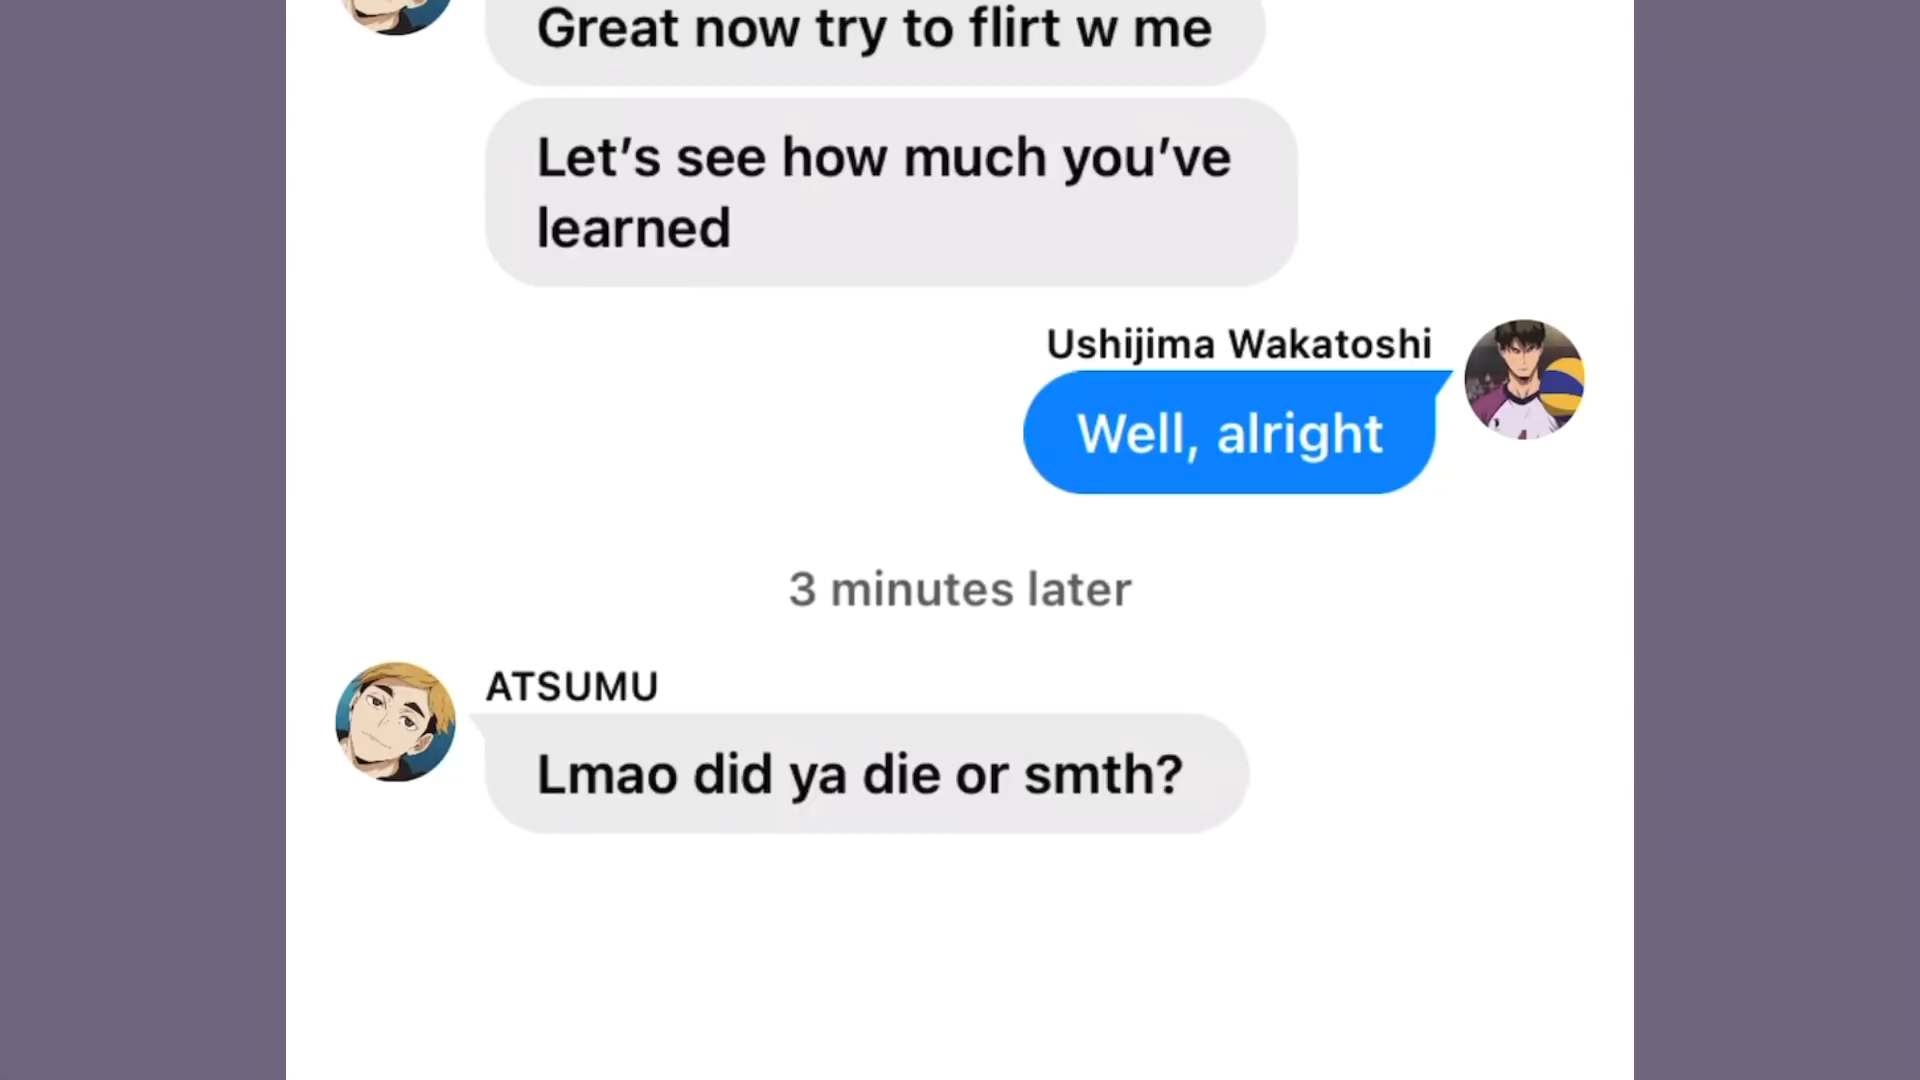 Great now try to flirt w me
Let’s see how much you’ve
learned
Ushijima Wakatoshi
Well, alright
3 minutes later
ATSUMU
Lmao did ya die or smth?